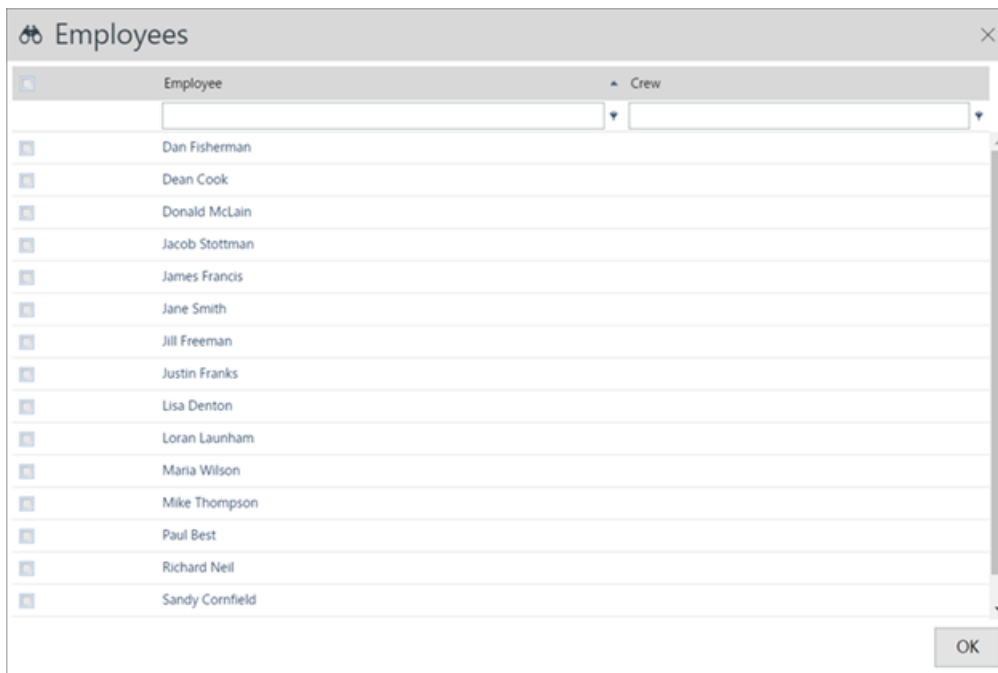 Employees
Employee Crew
Dan Fisherman
Dean Cook
Donald McLain
Jacob Stottman
James Francis
Jane Smith
Jill Freeman
Justin Franks
Lisa Denton
Loran Launham
Maria Wilson
Mike Thompson
Paul Best
Richard Neil
Sandy Cornfield
OK